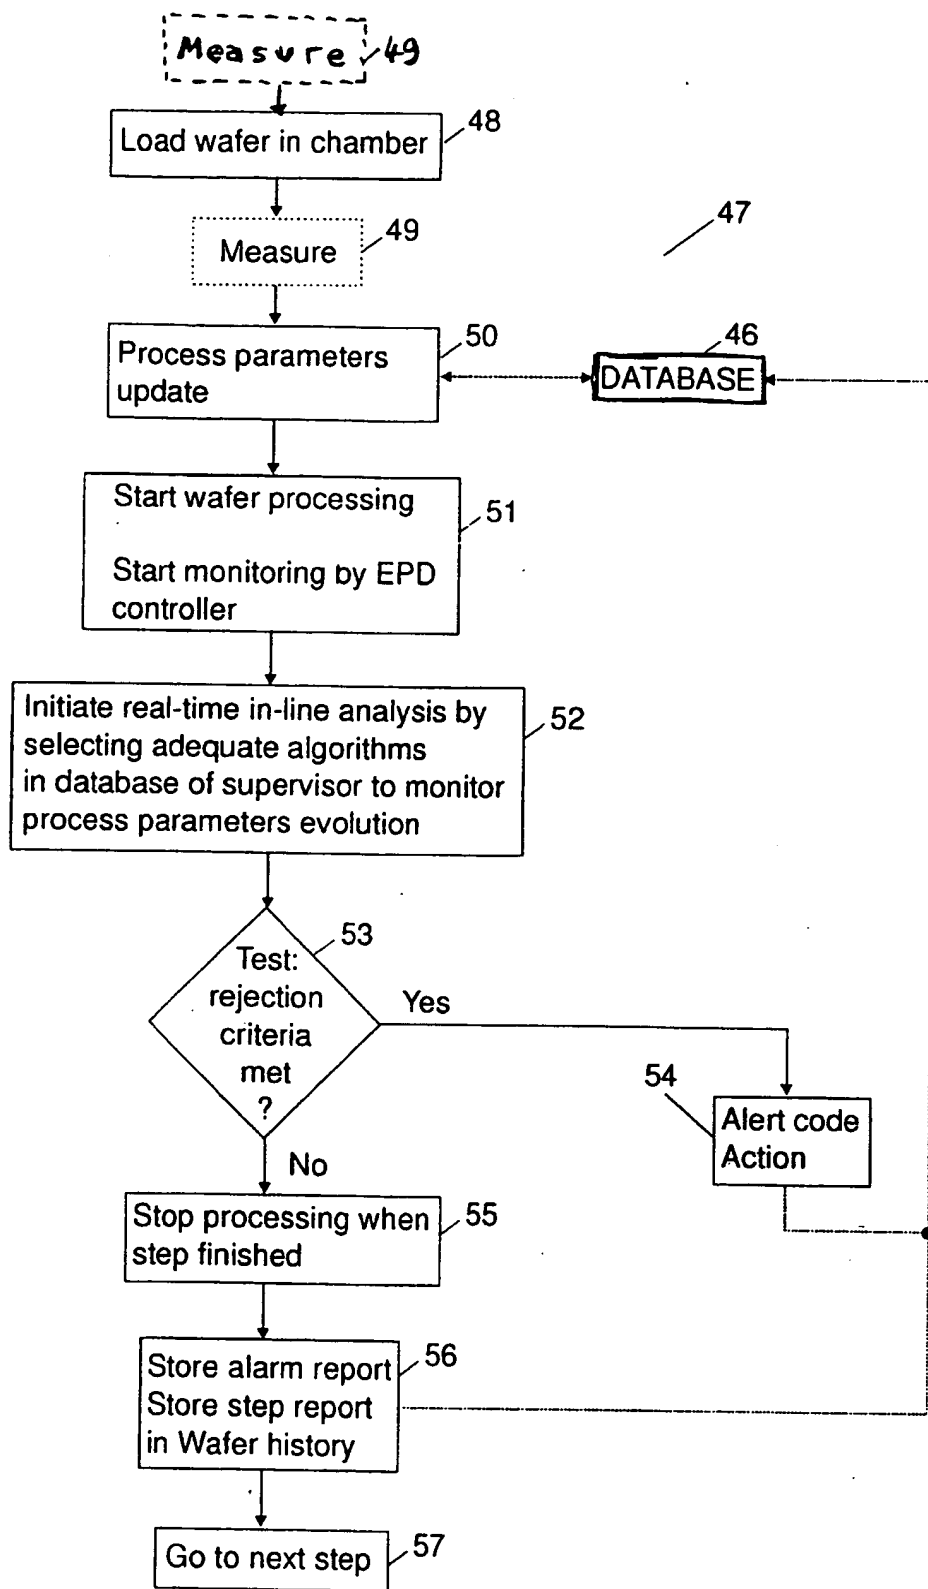 Measure 49
Load wafer in chamber 48
Measure 49
47
Process parameters
update
50
46
DATABASE
Start wafer processing
Start monitoring by EPD
controller
51
Initiate real-time in-line analysis by
selecting adequate algorithms
in database of supervisor to monitor
process parameters evolution
52
53
Test:
rejection
criteria
met
?
Yes
No
54
Alert code
Action
Stop processing when
step finished
55
Store alarm report
Store step report
in Wafer history
56
Go to next step 57